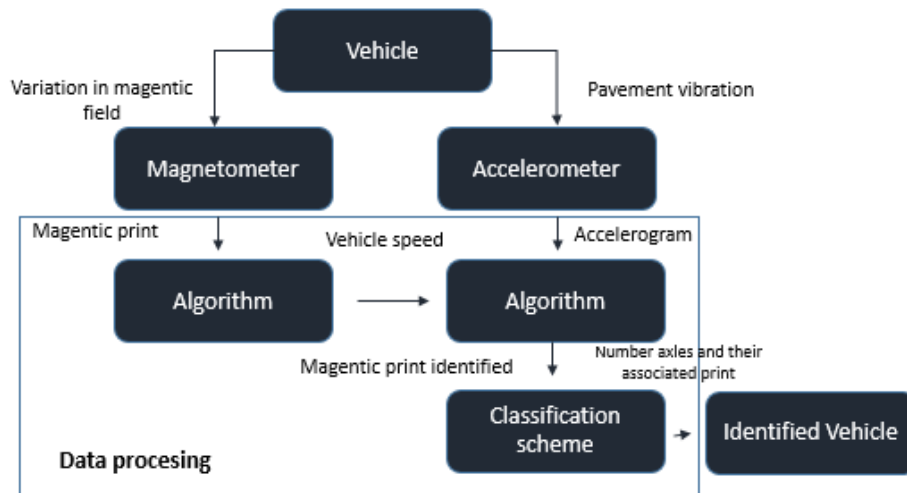 Vehicle
Variation in magentic
field
Pavement vibration
Magnetometer
Accelerometer
Magentic print
Vehicle speed
Accelerogram
Algorithm
Algorithm
Magentic print identified
Number axles and their
associated print
Classification
scheme
Identified Vehicle
Data procesing